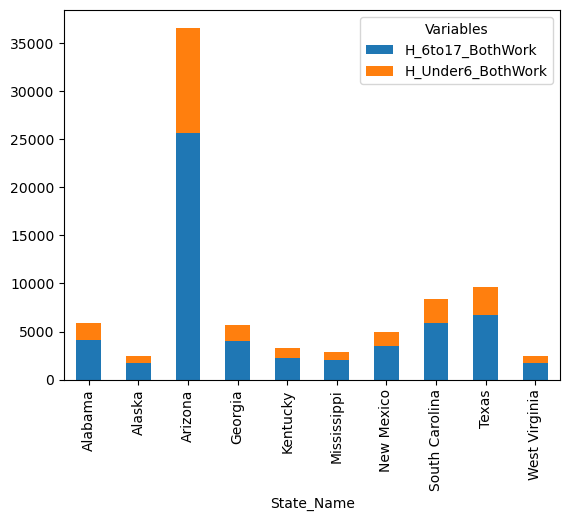 Variables
H_6to17_BothWork
H_Under6_BothWork
35000
30000
25000
20000
15000
10000
5000
0
Alabama
Alaska
Arizona
Georgia
Kentucky
Mississippi
New Mexico
South Carolina
Texas
West Virginia
State_Name